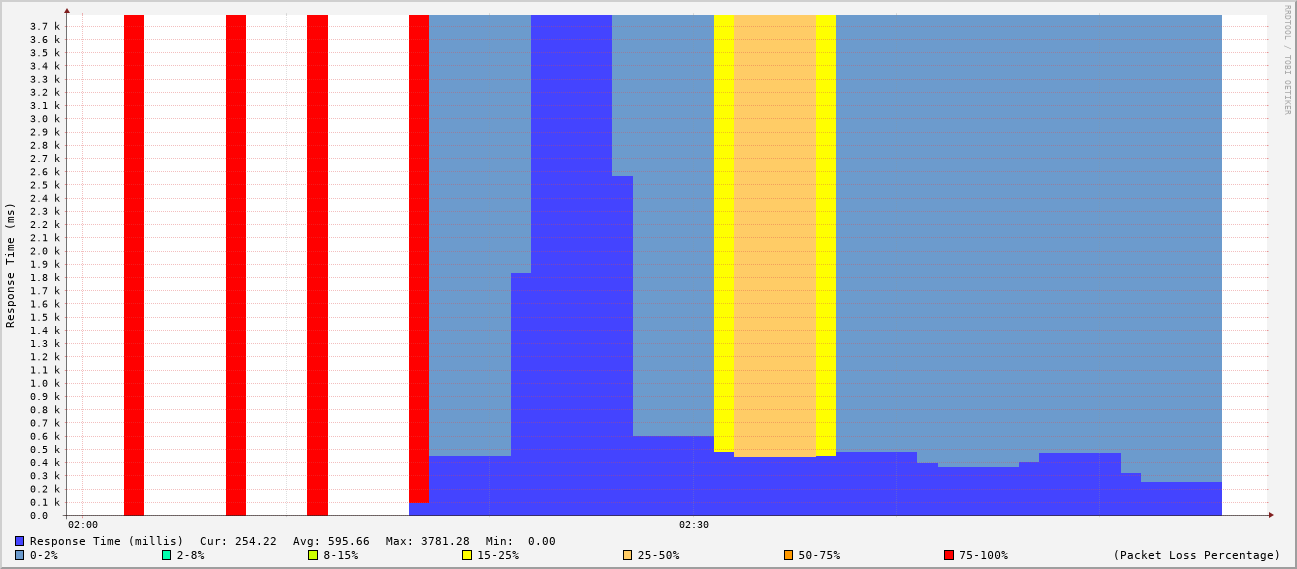 RRDTOOL / TOBI OETIKER
Response Time (ms)
3.7 k
3.6 k
3.5 k
3.4 k
3.3 k
3.2 k
3.1 k
3.0 k
2.9 k
2.8 k
2.7 k
2.6 k
2.5 k
2.4 k
2.3 k
2.2 k
2.1 k
2.0 k
1.9 k
1.8 k
1.7 k
1.6 k
1.5 k
1.4 k
1.3 k
1.2 k
1.1 k
1.0 k
0.9 k
0.8 k
0.7 k
0.6 k
0.5 k
0.4 k
0.3 k
0.2 k
0.1 k
0.0
02:00 02:30
Response Time (millis) Cur: 254.22 Avg: 595.66 Max: 3781.28 Min: 0.00
0-2% 2-8% 8-15% 15-25% 25-50% 50-75% 75-100% (Packet Loss Percentage)